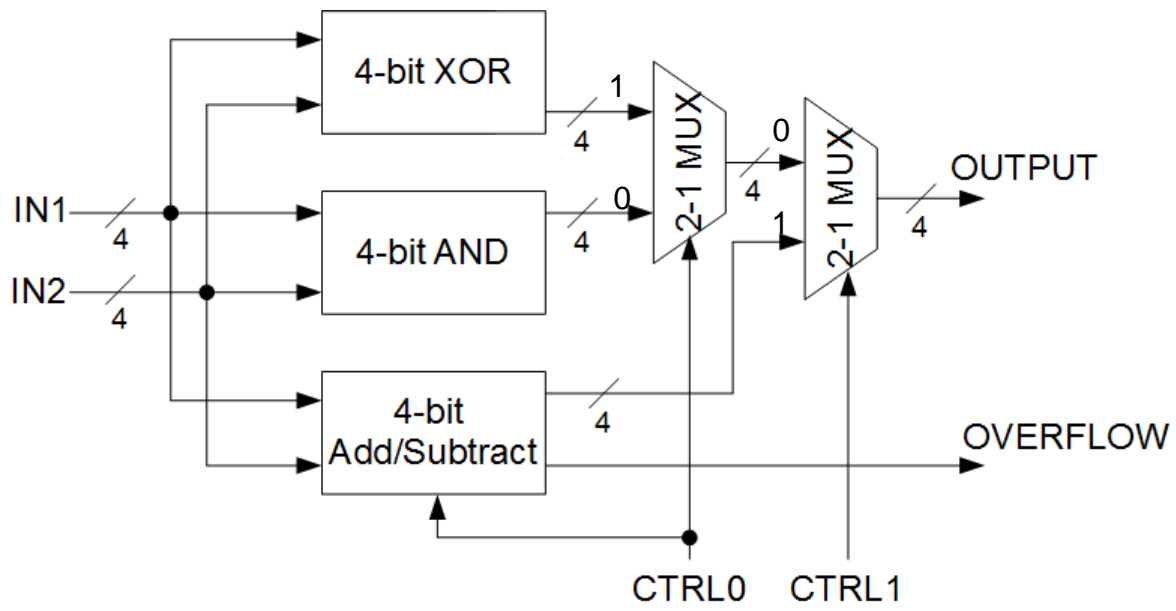 4-bit XOR
1
4
2-1 MUX
0
4
2-1 MUX
OUTPUT
4
IN1
4
4-bit AND
0
4
1
IN2
4
4-bit
Add/Subtract
4
OVERFLOW
CTRL0
CTRL1